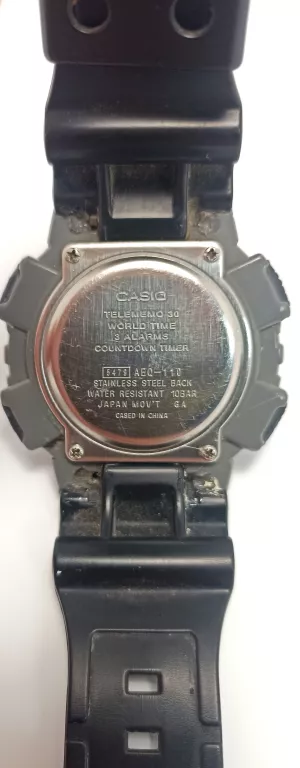 CASIO
TELEMEMO 30
WORLD TIME
3 ALARMS
COUNTDOWN TIMER
5479 AEQ-110
STAINLESS STEEL BACK
WATER RESISTANT 10BAR
JAPAN MOV'T GA
CASED IN CHINA